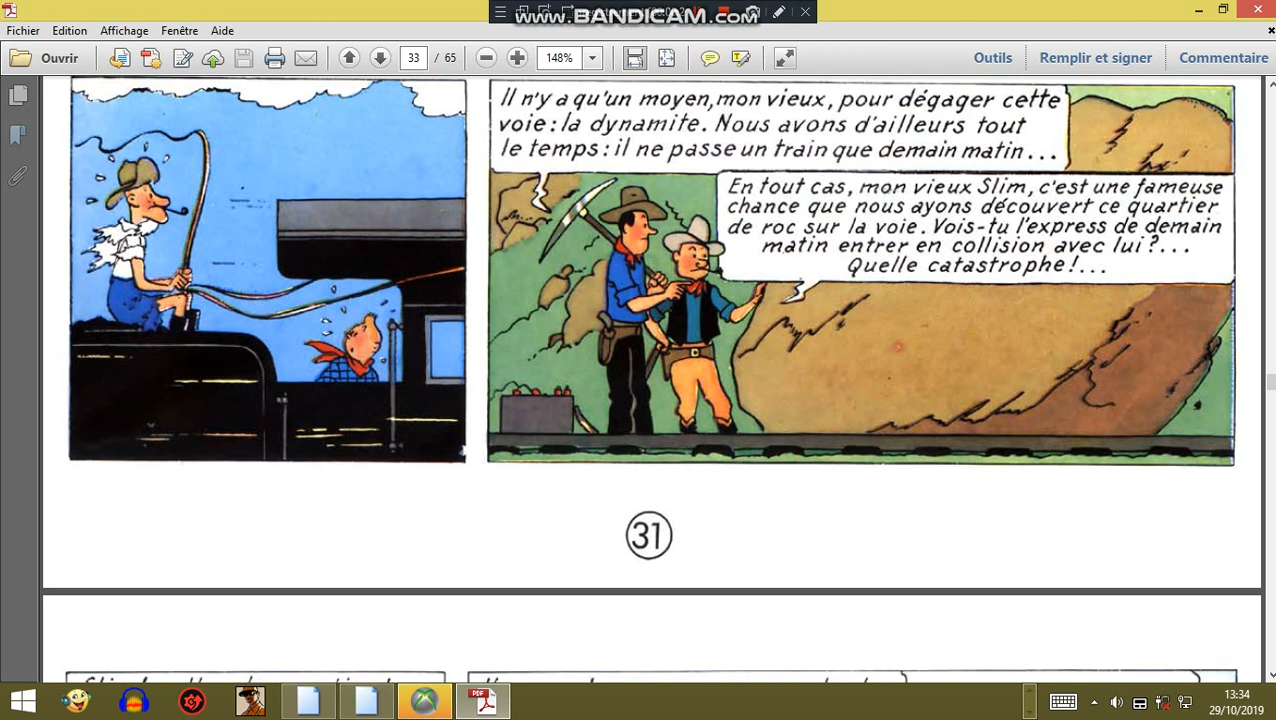 www.BANDICAM.com
Fichier Edition Affichage Fenêtre Aide
Ouvrir 33 / 65 148% Outils Remplir et signer Commentaire
Il n'y a qu'un moyen, mon vieux, pour dégager cette
voie : la dynamite. Nous avons d'ailleurs tout
le temps : il ne passe un train que demain matin...
En tout cas, mon vieux Slim, c'est une fameuse
chance que nous ayons découvert ce quartier
de roc sur la voie. Vois-tu l'express de demain
matin entrer en collision avec lui ?...
Quelle catastrophe !...
31
PDF
13:34
29/10/2019